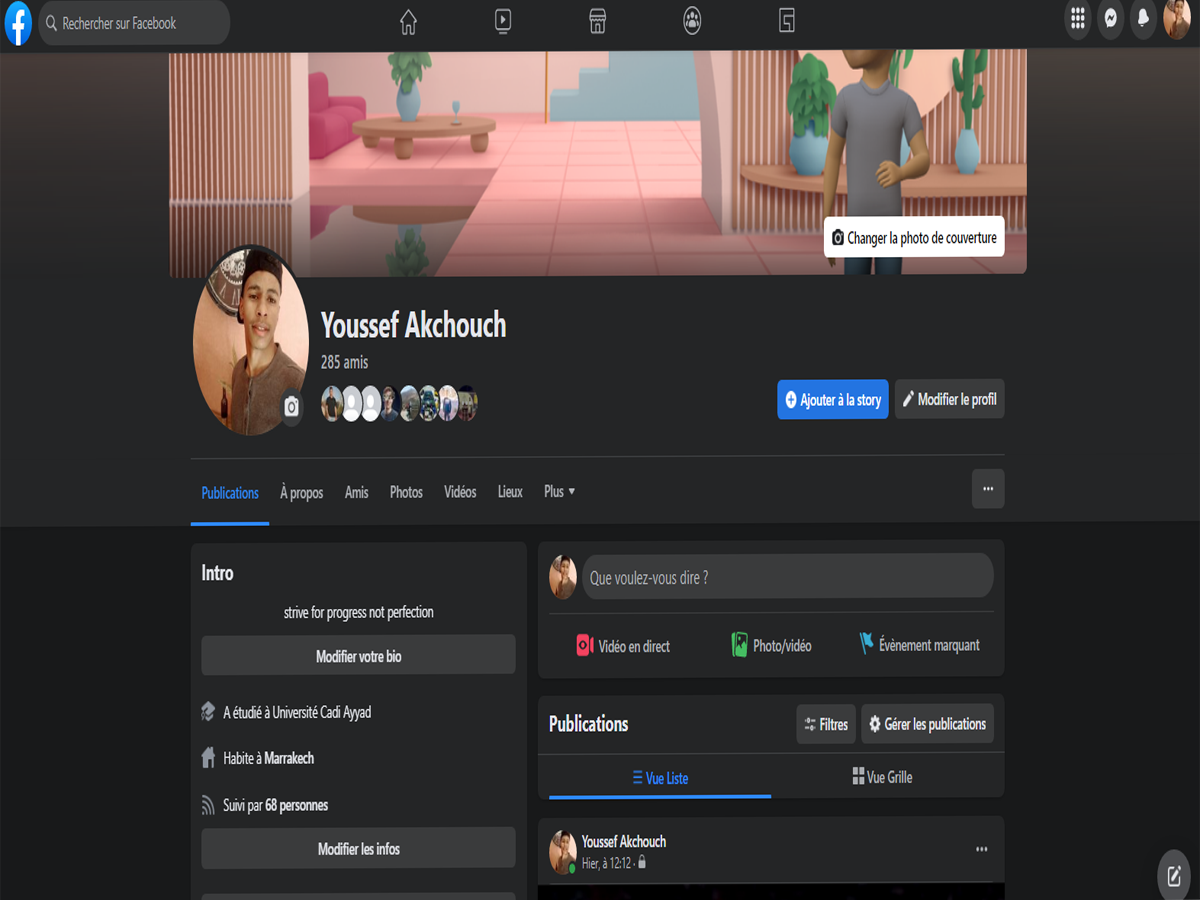 Rechercher sur Facebook
Changer la photo de couverture
Youssef Akchouch
285 amis
Ajouter à la story
Modifier le profil
Publications
À propos
Amis
Photos
Vidéos
Lieux
Plus
Intro
strive for progress not perfection
Modifier votre bio
A étudié à Université Cadi Ayyad
Habite à Marrakech
Suivi par 68 personnes
Modifier les infos
Que voulez-vous dire ?
Vidéo en direct
Photo/vidéo
Évènement marquant
Publications
Filtres
Gérer les publications
Vue Liste
Vue Grille
Youssef Akchouch
Hier, à 12:12 ·